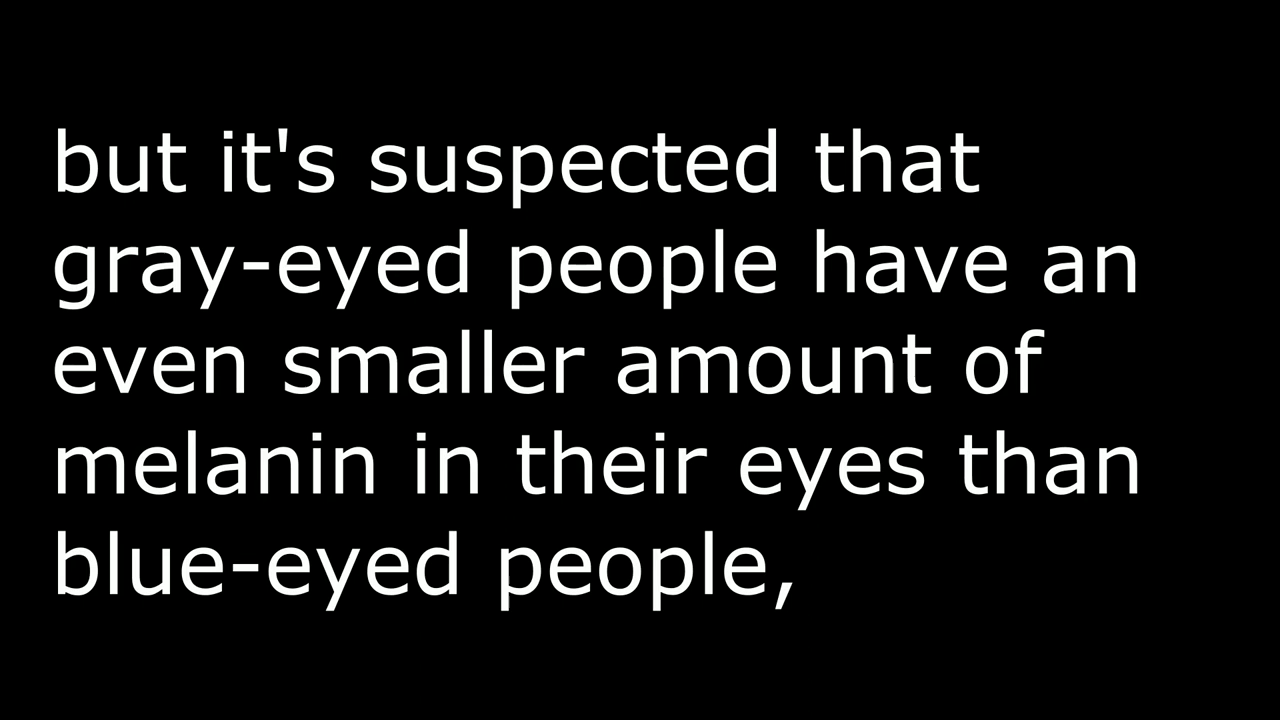 but it's suspected that
gray-eyed people have an
even smaller amount of
melanin in their eyes than
blue-eyed people,